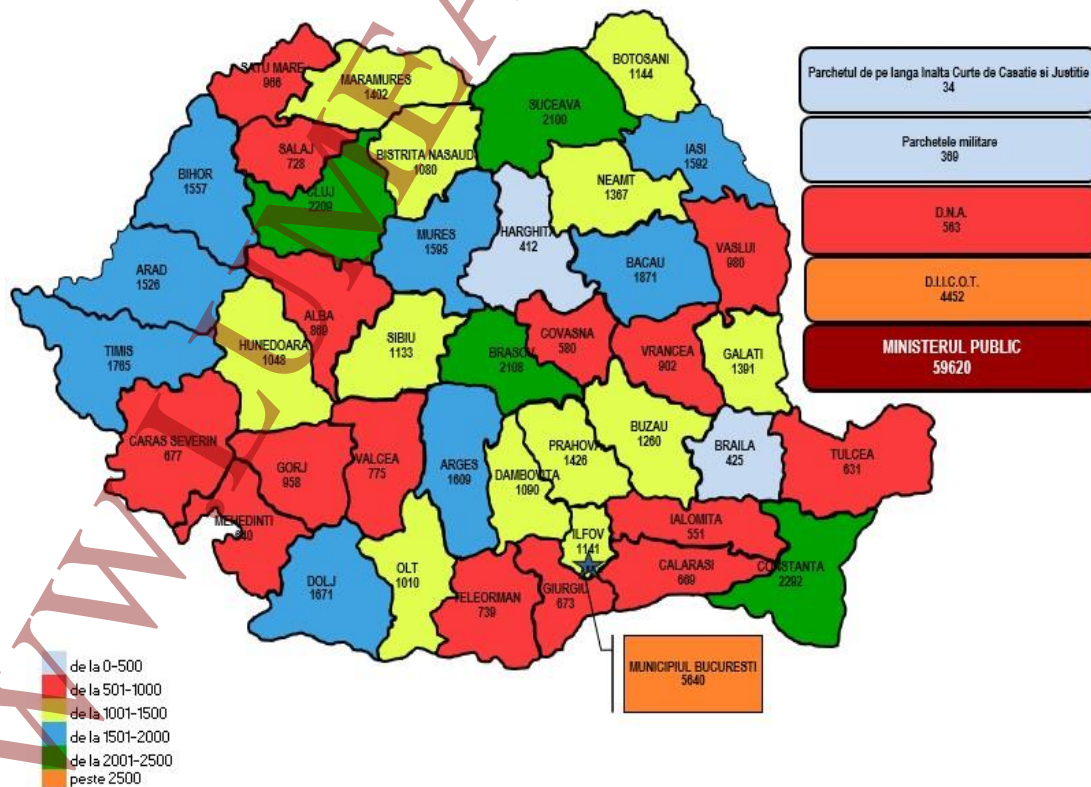 SATU MARE
966
MARAMURES
1402
BOTOSANI
1144
SUCEAVA
2100
SALAJ
728
BISTRITA NASAUD
1080
IASI
1592
BIHOR
1557
CLUJ
2209
NEAMT
1367
MURES
1595
HARGHITA
412
BACAU
1871
VASLUI
980
ARAD
1526
ALBA
869
HUNEDOARA
1048
SIBIU
1133
BRASOV
2108
COVASNA
580
VRANCEA
902
GALATI
1391
TIMIS
1765
CARAS SEVERIN
677
GORJ
958
VALCEA
775
ARGES
1609
DAMBOVITA
1090
PRAHOVA
1426
BUZAU
1260
BRAILA
425
TULCEA
631
MEHEDINTI
640
DOLJ
1671
OLT
1010
TELEORMAN
739
GIURGIU
673
ILFOV
1141
IALOMITA
551
CALARASI
669
CONSTANTA
2292
MUNICIPIUL BUCURESTI
5640
Parchetul de pe langa Inalta Curte de Casatie si Justitie
34
Parchetele militare
369
D.N.A.
563
D.I.I.C.O.T.
4452
MINISTERUL PUBLIC
59620
de la 0-500
de la 501-1000
de la 1001-1500
de la 1501-2000
de la 2001-2500
peste 2500
WWW.LUMEA